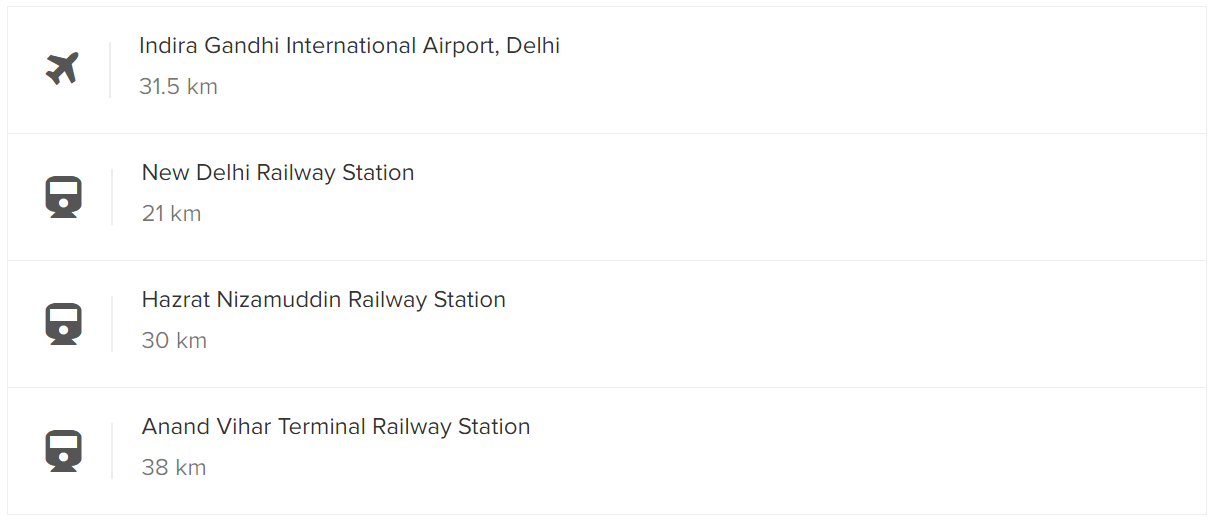 Indira Gandhi International Airport, Delhi
31.5 km
New Delhi Railway Station
21 km
Hazrat Nizamuddin Railway Station
30 km
Anand Vihar Terminal Railway Station
38 km